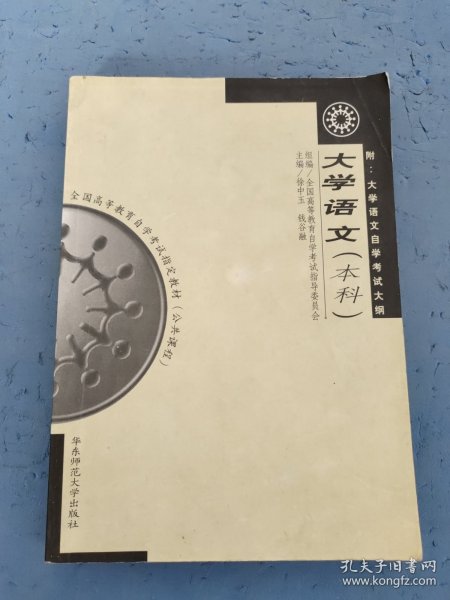 附：大学语文自学考试大纲
大学语文（本科）
组编／全国高等教育自学考试指导委员会
主编／徐中玉 钱谷融
全国高等教育自学考试指定教材（公共课程）
华东师范大学出版社
孔夫子旧书网
www.kongfz.com